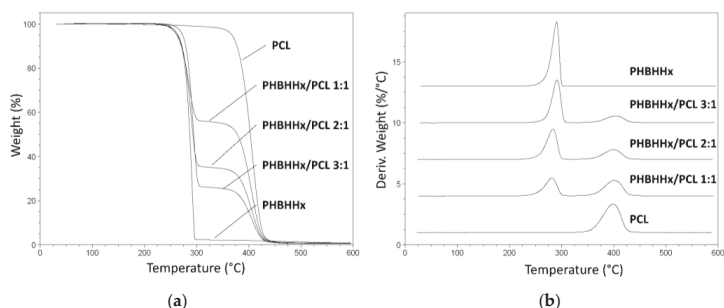 100
80
60
40
20
0
0
100
200
300
400
500
600
Weight (%)
Temperature (°C)
PCL
PHBHHx/PCL 1:1
PHBHHx/PCL 2:1
PHBHHx/PCL 3:1
PHBHHx
(a)
15
10
5
0
0
100
200
300
400
500
600
Deriv. Weight (%/°C)
Temperature (°C)
PHBHHx
PHBHHx/PCL 3:1
PHBHHx/PCL 2:1
PHBHHx/PCL 1:1
PCL
(b)